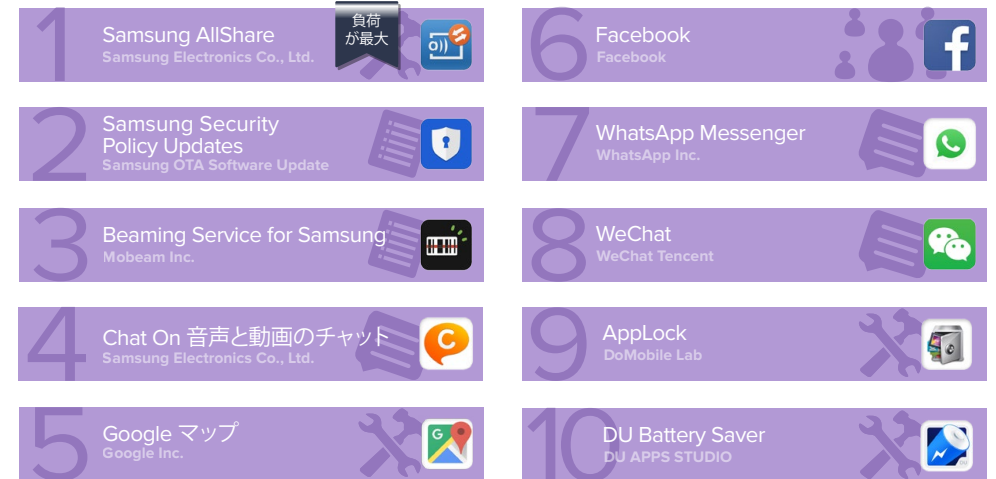 1
Samsung AllShare
Samsung Electronics Co., Ltd.
負荷
が最大
2
Samsung Security
Policy Updates
Samsung OTA Software Update
3
Beaming Service for Samsung
Mobeam Inc.
4
Chat On 音声と動画のチャット
Samsung Electronics Co., Ltd.
C
5
Google マップ
Google Inc.
G
6
Facebook
Facebook
f
7
WhatsApp Messenger
WhatsApp Inc.
8
WeChat
WeChat Tencent
9
AppLock
DoMobile Lab
10
DU Battery Saver
DU APPS STUDIO
DU